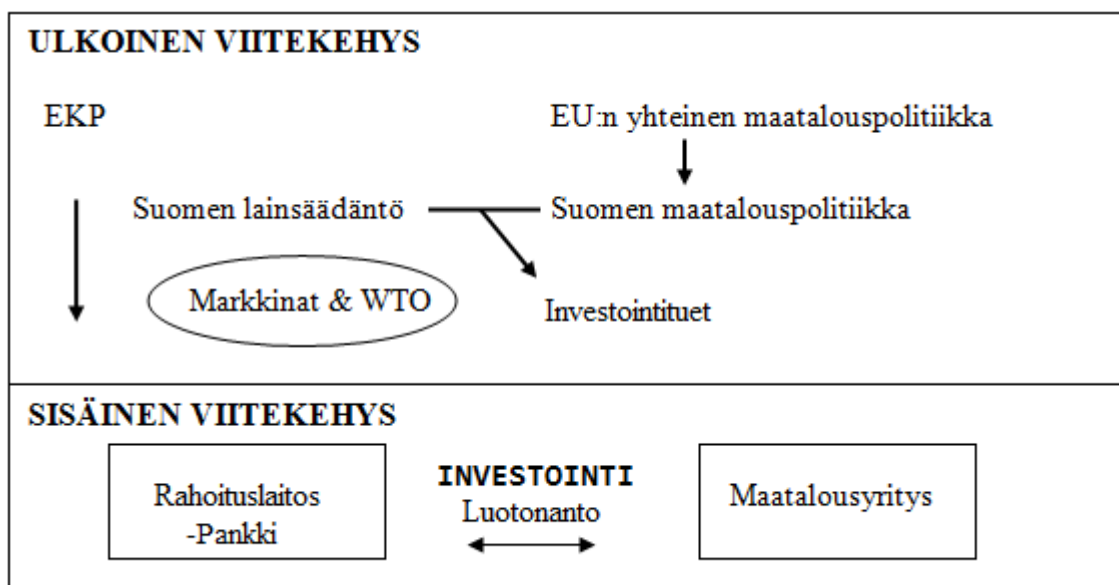 ULKOINEN VIITEKEHYS
EKP
EU:n yhteinen maatalouspolitiikka
Suomen lainsäädäntö
Suomen maatalouspolitiikka
Markkinat & WTO
Investointituet
SISÄINEN VIITEKEHYS
Rahoituslaitos
-Pankki
INVESTOINTI
Luotonanto
Maatalousyritys